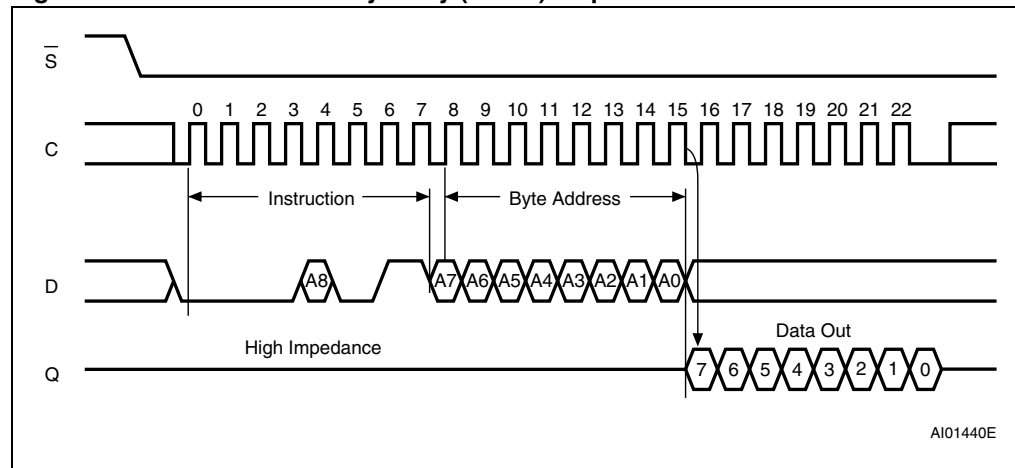 S
0 1 2 3 4 5 6 7 8 9 10 11 12 13 14 15 16 17 18 19 20 21 22
C
Instruction Byte Address
D A8 A7 A6 A5 A4 A3 A2 A1 A0
Data Out
High Impedance
Q 7 6 5 4 3 2 1 0
AI01440E